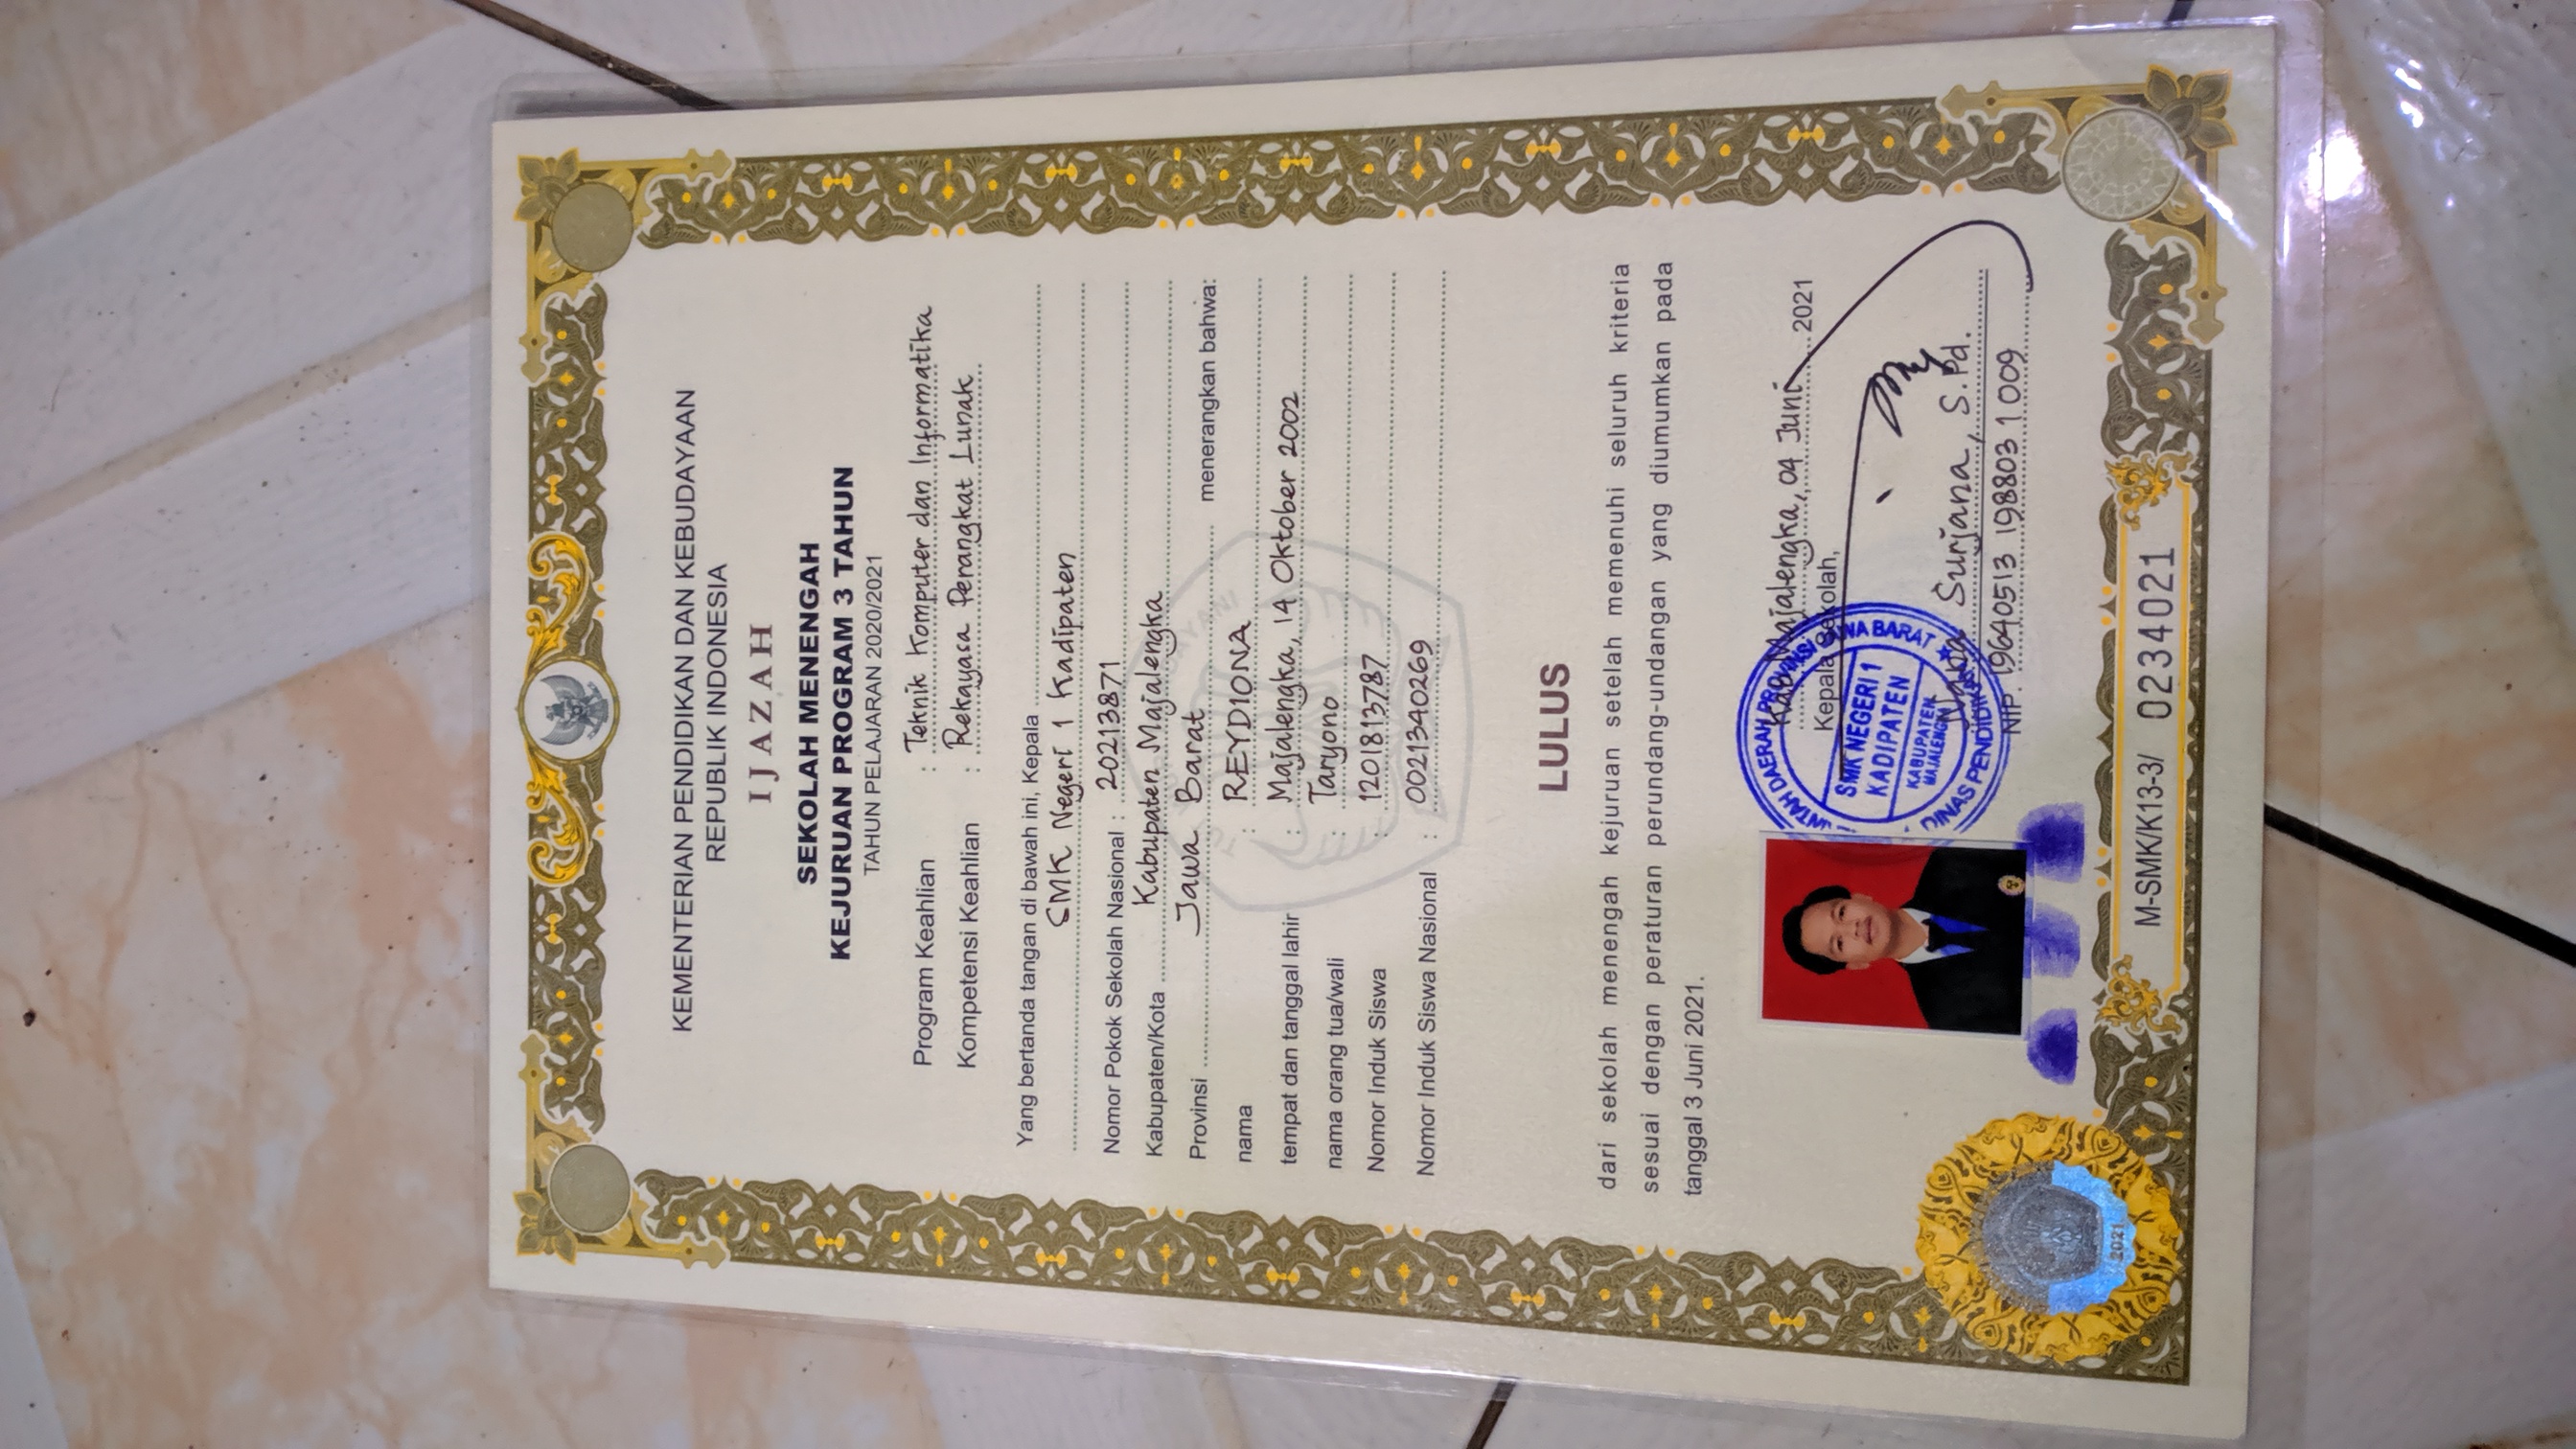 KEMENTERIAN PENDIDIKAN DAN KEBUDAYAAN
REPUBLIK INDONESIA
IJAZAH
SEKOLAH MENENGAH
KEJURUAN PROGRAM 3 TAHUN
TAHUN PELAJARAN 2020/2021
Program Keahlian : Teknik Komputer dan Informatika
Kompetensi Keahlian : Rekayasa Perangkat Lunak
Yang bertanda tangan di bawah ini, Kepala
SMK Negeri 1 Kadipaten
Nomor Pokok Sekolah Nasional : 20213871
Kabupaten/Kota Kabupaten Majalengka
Provinsi Jawa Barat menerangkan bahwa:
nama : REYDIONA
tempat dan tanggal lahir : Majalengka, 14 Oktober 2002
nama orang tua/wali : Taryono
Nomor Induk Siswa : 1201813787
Nomor Induk Siswa Nasional : 0021340269
LULUS
dari sekolah menengah kejuruan setelah memenuhi seluruh kriteria
sesuai dengan peraturan perundang-undangan yang diumumkan pada
tanggal 3 Juni 2021.
Kab Majalengka, 04 Juni 2021
Kepala Sekolah,
DAERAH PROVINSI JAWA BARAT
SMK NEGERI 1
KADIPATEN
KABUPATEN
MAJALENGKA
DINAS PENDIDIKAN
Nana Surjana, S.Pd.
NIP. 19640513 198803 1 009
2021
M-SMK/K13-3/ 0234021